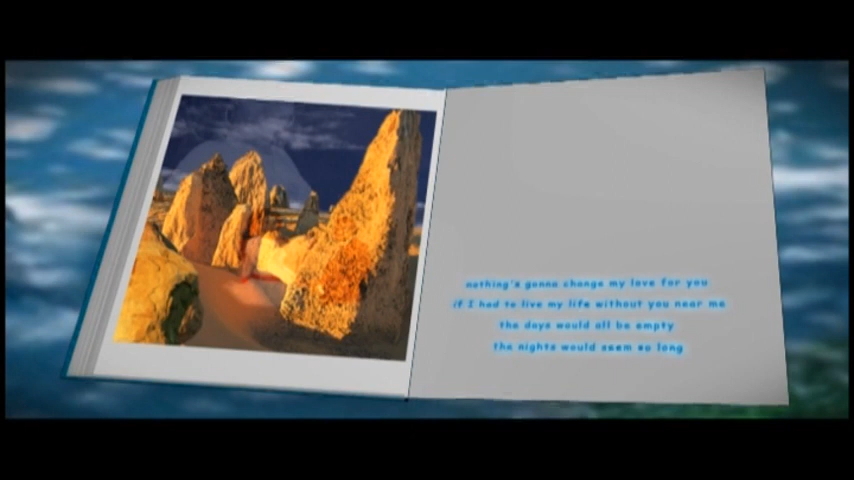 nothing's gonna change my love for you
if I had to live my life without you near me
the days would all be empty
the nights would seem so long